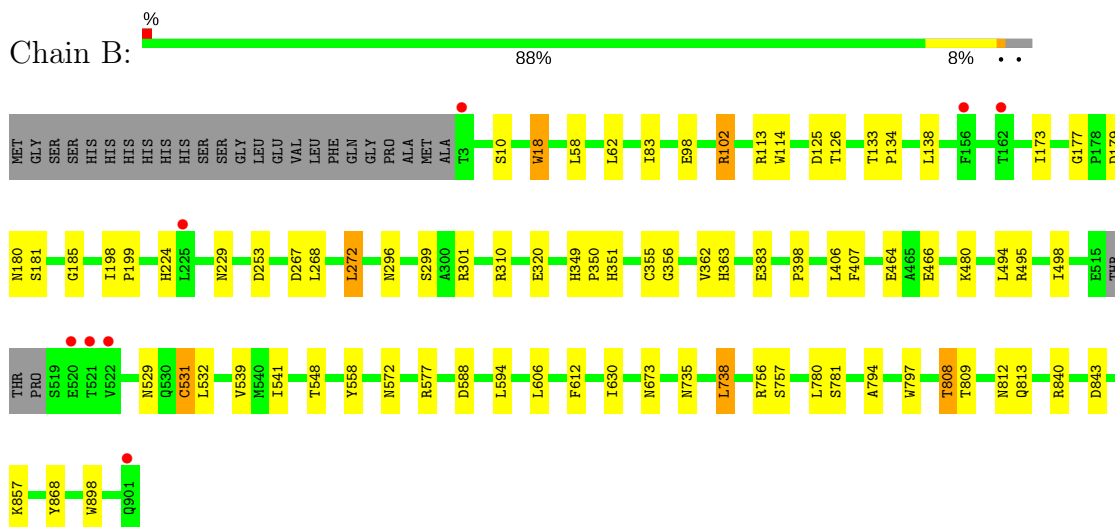 %
Chain B:
88% 8% • •
MET GLY SER SER HIS HIS HIS HIS HIS HIS SER SER GLY LEU GLU VAL LEU PHE GLN GLY PRO ALA MET ALA T3 S10 W18 L58 L62 I83 E98 R102 R113 W114 D125 T126 T133 P134 L138 F156 T162 I173 G177 P178 D179
N180 S181 G185 I198 P199 H224 L225 N229 D253 D267 L268 L272 N296 S299 A300 R301 R310 E320 H349 P350 H351 C355 G356 V362 H363 E383 P398 L406 F407 E464 A465 E466 K480 L494 R495 I498 E515 THR
THR PRO S519 E520 T521 V522 N529 Q530 C531 L532 V539 M540 I541 T548 Y558 N572 R577 D588 L594 L606 F612 I630 N673 N735 L738 R756 S757 L780 S781 A794 W797 T808 T809 N812 Q813 R840 D843
K857 Y868 W898 Q901